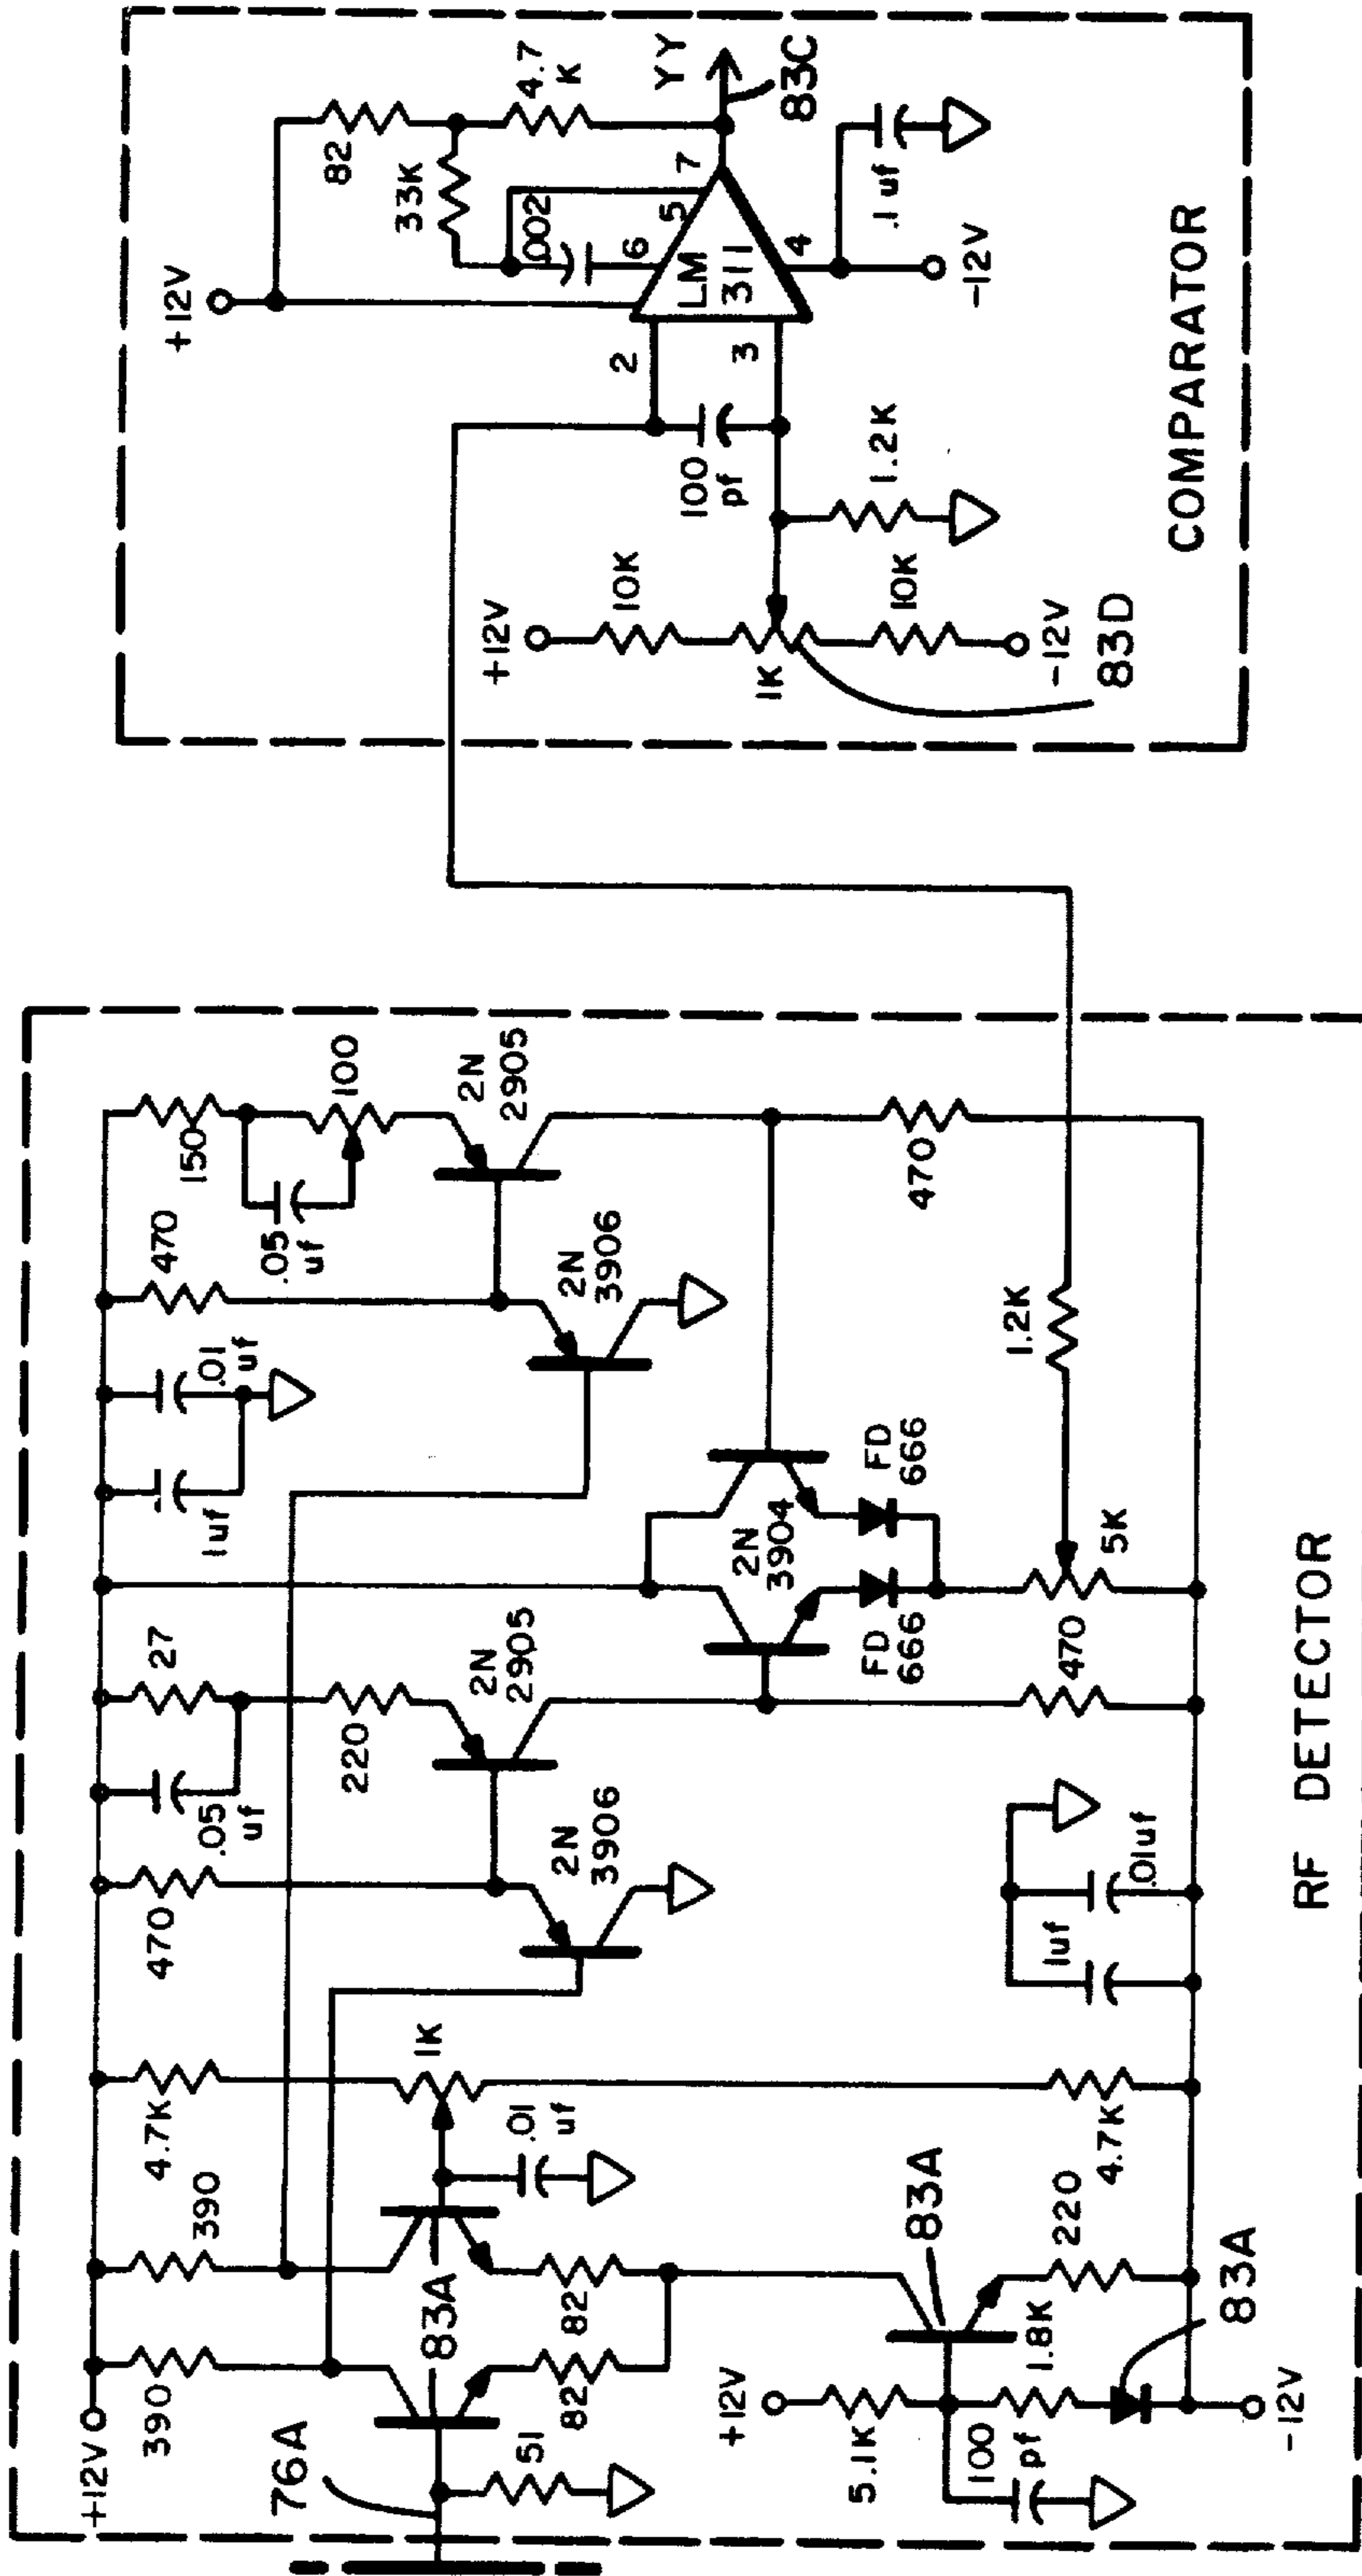 +12V
390
390
4.7K
470
.05
uf
27
1uf
.01
uf
470
150
.05
uf
100
76A
83A
51
82
82
1K
.01
uf
2N
3906
220
2N
2905
2N
3906
2N
2905
+12V
5.1K
100
pf
1.8K
83A
220
83A
-12V
4.7K
1uf
.01uf
470
2N
3904
FD
666
FD
666
5K
1.2K
470
RF DETECTOR
+12V
82
33K
4.7
K
.002
2
3
5
6
7
4
LM
311
YY
83C
100
pf
1.2K
.1 uf
-12V
+12V
10K
1K
10K
-12V
83D
COMPARATOR